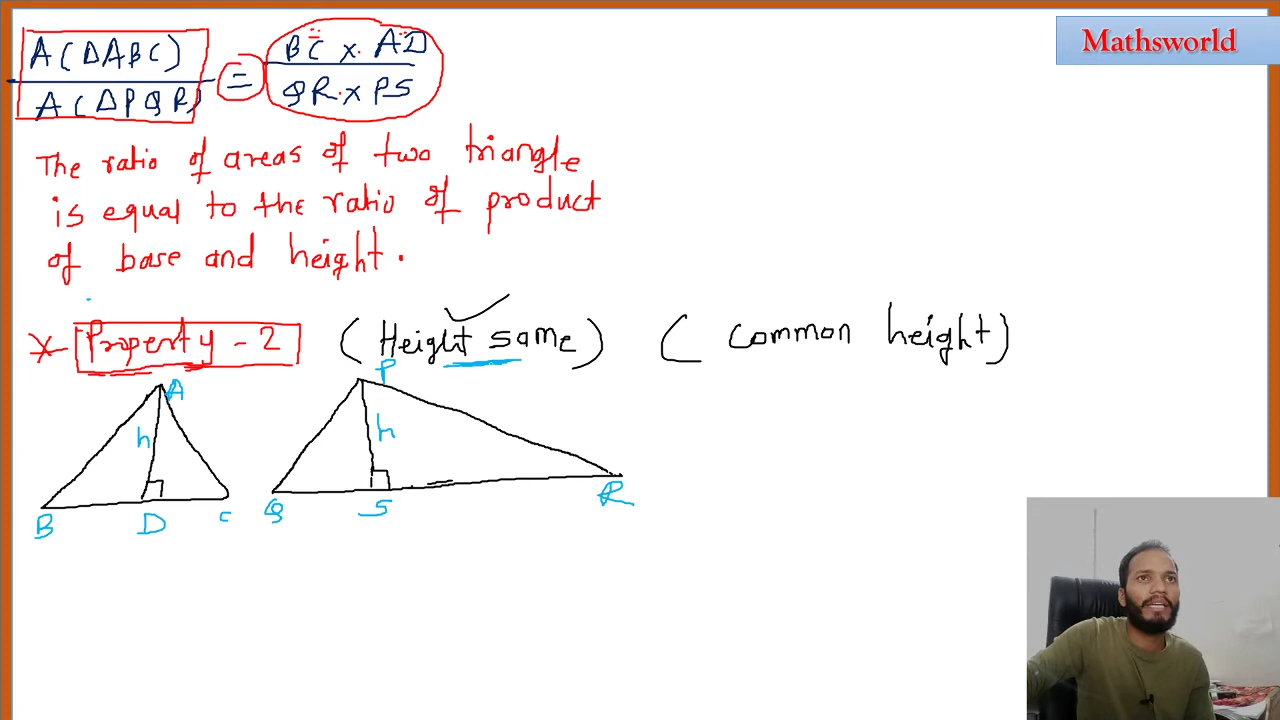 Mathsworld
A(ΔABC) = BC × AD
A(ΔPQR) QR × PS
The ratio of areas of two triangle
is equal to the ratio of product
of base and height.
* Property - 2 (Height same) (common height)
A P
h h
B D C Q S R